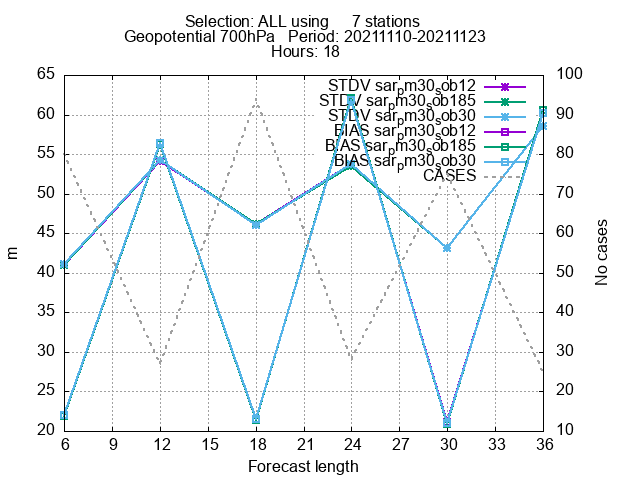 Selection: ALL using 7 stations
Geopotential 700hPa Period: 20211110-20211123
Hours: 18
STDV sar_pm30_sob12
STDV sar_pm30_sob185
STDV sar_pm30_sob30
BIAS sar_pm30_sob12
BIAS sar_pm30_sob185
BIAS sar_pm30_sob30
CASES
65
60
55
50
45
40
35
30
25
20
m
100
90
80
70
60
50
40
30
20
10
No cases
6 9 12 15 18 21 24 27 30 33 36
Forecast length